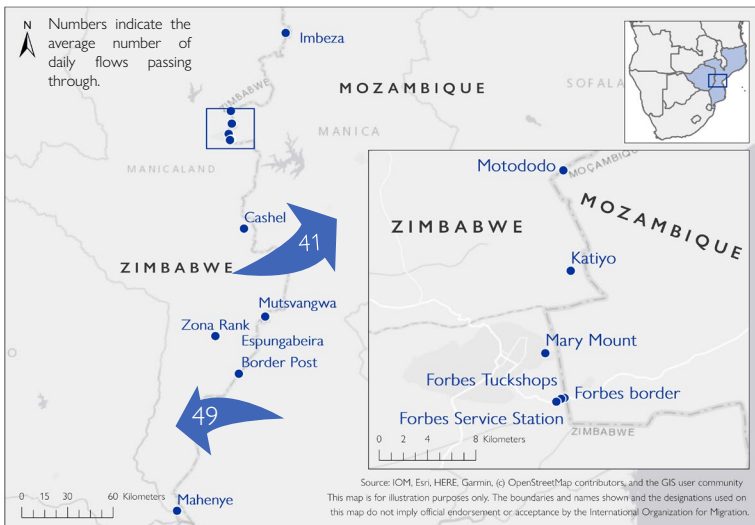 N
Numbers indicate the
average number of
daily flows passing
through.
Imbeza
ZIMBABWE
MOZAMBIQUE
SOFALA
MANICA
MANICALAND
Cashel
41
ZIMBABWE
Mutsvangwa
Zona Rank
Espungabeira
Border Post
49
Mahenye
0 15 30 60 Kilometers
Motododo
MOÇAMBIQUE
ZIMBABWE
MOZAMBIQUE
Katiyo
Mary Mount
Forbes Tuckshops
Forbes border
Forbes Service Station
ZIMBABWE
0 2 4 8 Kilometers
Source: IOM, Esri, HERE, Garmin, (c) OpenStreetMap contributors, and the GIS user community
This map is for illustration purposes only. The boundaries and names shown and the designations used on
this map do not imply official endorsement or acceptance by the International Organization for Migration.